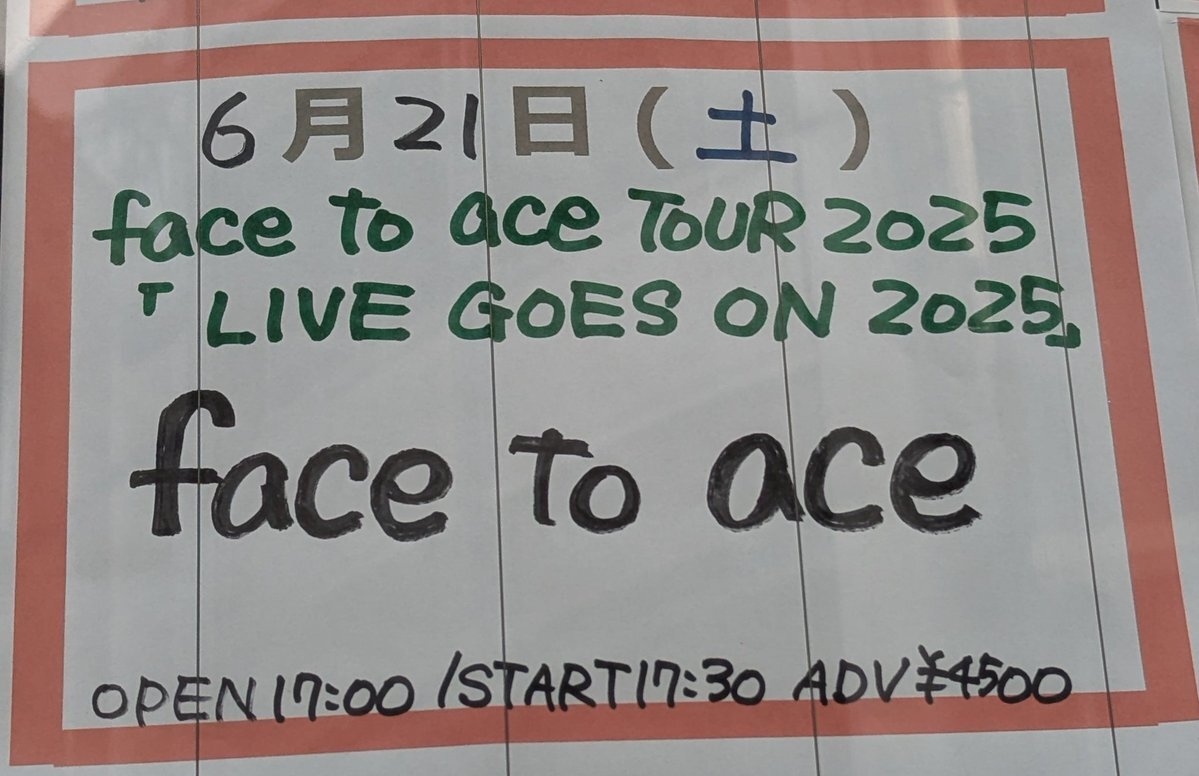 6月21日(土)
face to ace TOUR 2025
「LIVE GOES ON 2025」
face to ace
OPEN 17:00 /START 17:30 ADV ¥4500